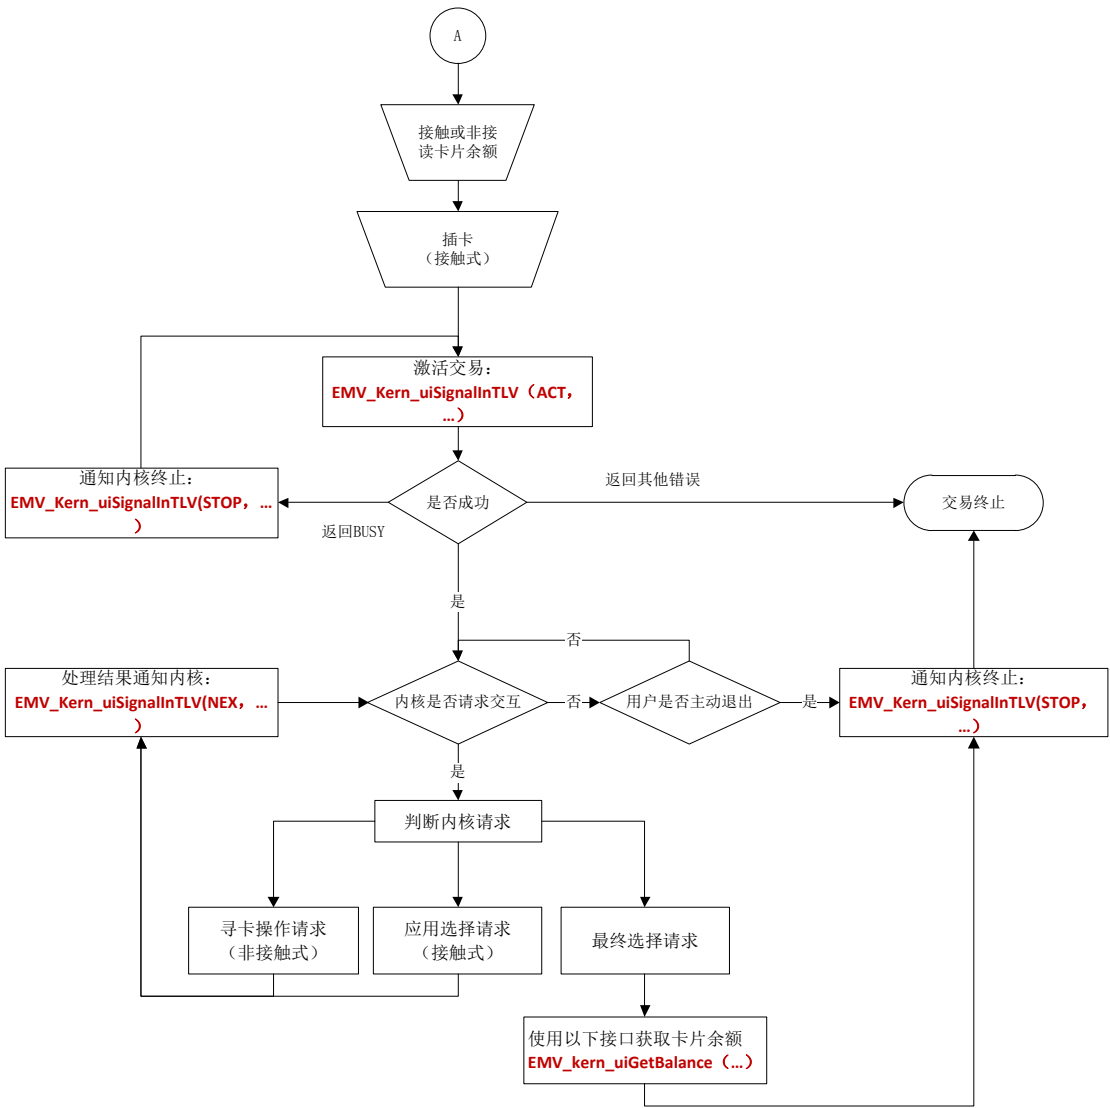 A
接触或非接
读卡片余额
插卡
（接触式）
激活交易：
EMV_Kern_uiSignalInTLV（ACT，
…）
通知内核终止：
EMV_Kern_uiSignalInTLV(STOP，…
）
是否成功
返回其他错误
交易终止
返回BUSY
是
否
处理结果通知内核：
EMV_Kern_uiSignalInTLV(NEX，…
）
内核是否请求交互
否
用户是否主动退出
是
通知内核终止：
EMV_Kern_uiSignalInTLV(STOP，
…）
是
判断内核请求
寻卡操作请求
（非接触式）
应用选择请求
（接触式）
最终选择请求
使用以下接口获取卡片余额
EMV_kern_uiGetBalance（…）